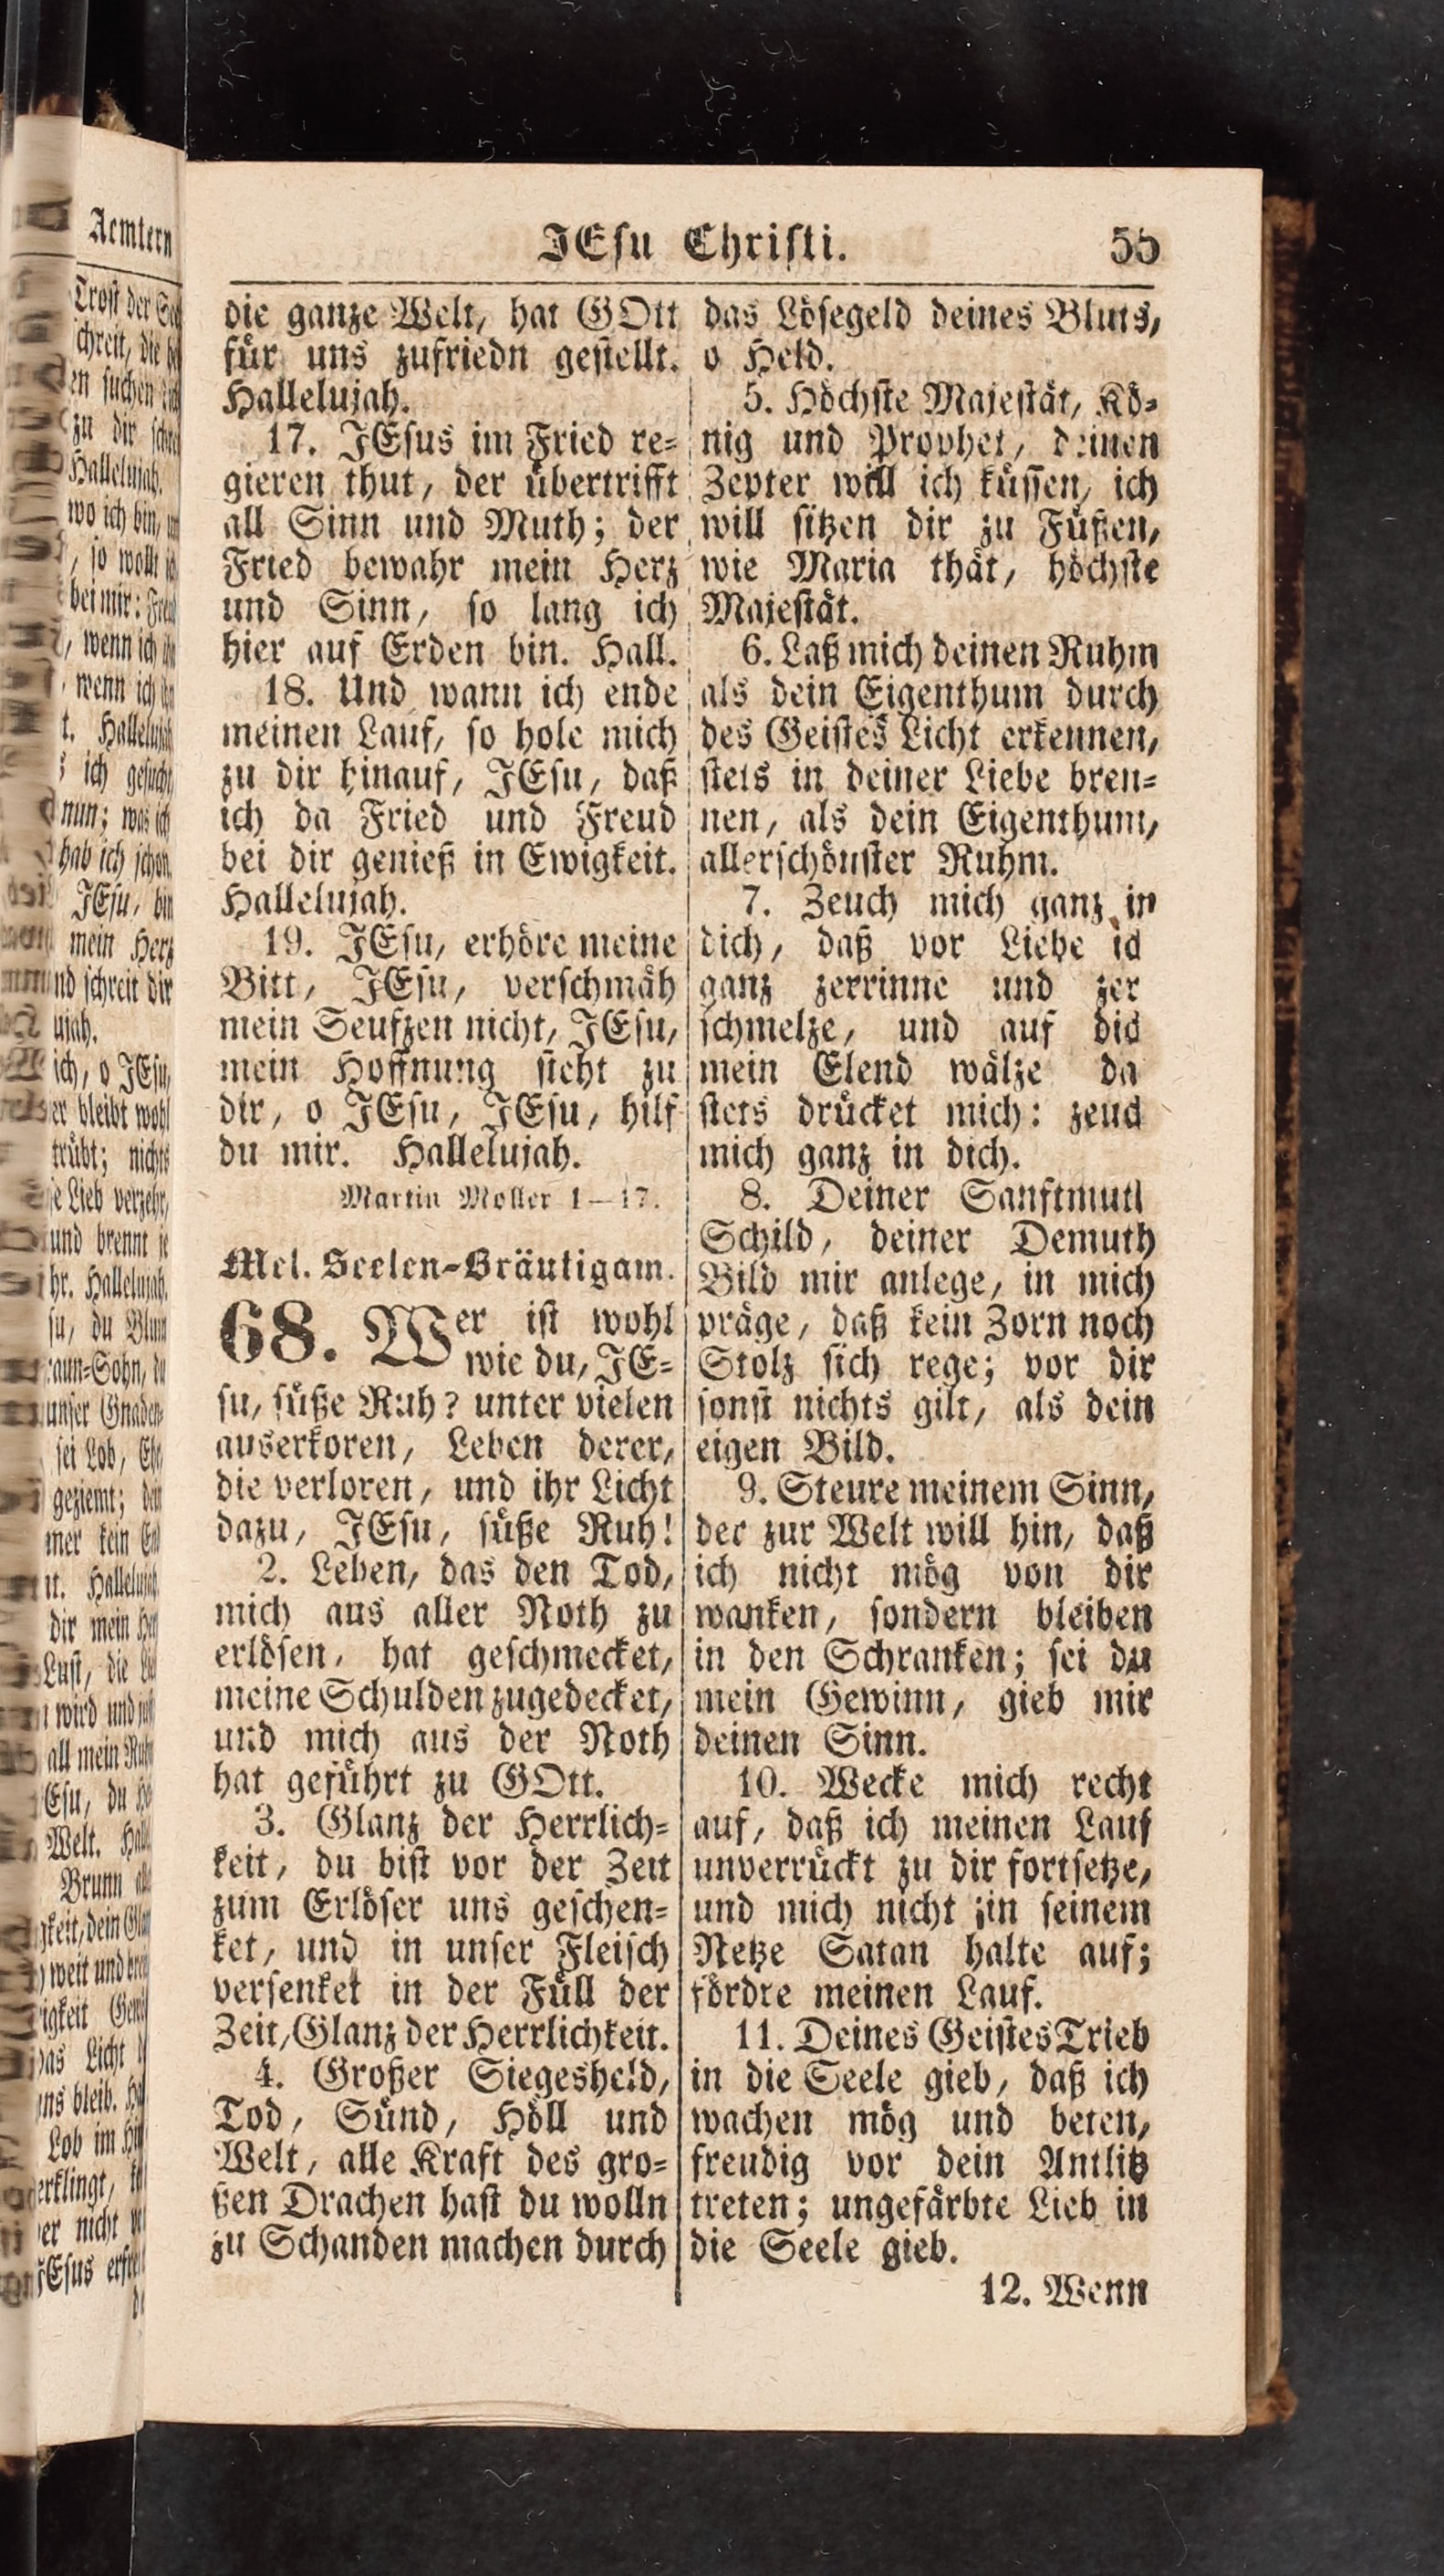 JEsu Christi. 55
die ganze Welt, hat GOtt
für uns zufriedn gestellt.
Hallelujah.
17. JEsus im Fried re-
gieren thut, der übertrifft
all Sinn und Muth; der
Fried bewahr mein Herz
und Sinn, so lang ich
hier auf Erden bin. Hall.
18. Und wann ich ende
meinen Lauf, so hole mich
zu dir hinauf, JEsu, daß
ich da Fried und Freud
bei dir genieß in Ewigkeit.
Hallelujah.
19. JEsu, erhöre meine
Bitt, JEsu, verschmäh
mein Seufzen nicht, JEsu,
mein Hoffnung steht zu
dir, o JEsu, JEsu, hilf
du mir. Hallelujah.
Martin Moller 1—17.
Mel. Seelen-Bräutigam.
68. Wer ist wohl
wie du, JE-
su, süße Ruh? unter vielen
auserkoren, Leben derer,
die verloren, und ihr Licht
dazu, JEsu, süße Ruh!
2. Leben, das den Tod,
mich aus aller Noth zu
erlösen, hat geschmecket,
meine Schulden zugedecket,
und mich aus der Noth
hat geführt zu GOtt.
3. Glanz der Herrlich-
keit, du bist vor der Zeit
zum Erlöser uns geschen-
ket, und in unser Fleisch
versenket in der Füll der
Zeit, Glanz der Herrlichkeit.
4. Großer Siegesheld,
Tod, Sünd, Höll und
Welt, alle Kraft des gro-
ßen Drachen hast du wolln
zu Schanden machen durch
das Lösegeld deines Bluts,
o Held.
5. Höchste Majestät, Kö-
nig und Prophet, deinen
Zepter will ich küssen, ich
will sitzen dir zu Füßen,
wie Maria thät, höchste
Majestät.
6. Laß mich deinen Ruhm
als dein Eigenthum durch
des Geistes Licht erkennen,
stets in deiner Liebe bren-
nen, als dein Eigenthum,
allerschönster Ruhm.
7. Zeuch mich ganz in
dich, daß vor Liebe ich
ganz zerrinne und zer
schmelze, und auf dich
mein Elend wälze da
stets drücket mich: zeuch
mich ganz in dich.
8. Deiner Sanftmuth
Schild, deiner Demuth
Bild mir anlege, in mich
präge, daß kein Zorn noch
Stolz sich rege; vor dir
sonst nichts gilt, als dein
eigen Bild.
9. Steure meinem Sinn,
der zur Welt will hin, daß
ich nicht mög von dir
wanken, sondern bleiben
in den Schranken; sei du
mein Gewinn, gieb mir
deinen Sinn.
10. Wecke mich recht
auf, daß ich meinen Lauf
unverrückt zu dir fortsetze,
und mich nicht in seinem
Netze Satan halte auf;
fördre meinen Lauf.
11. Deines Geistes Trieb
in die Seele gieb, daß ich
wachen mög und beten,
freudig vor dein Antlitz
treten; ungefärbte Lieb in
die Seele gieb.
12. Wenn